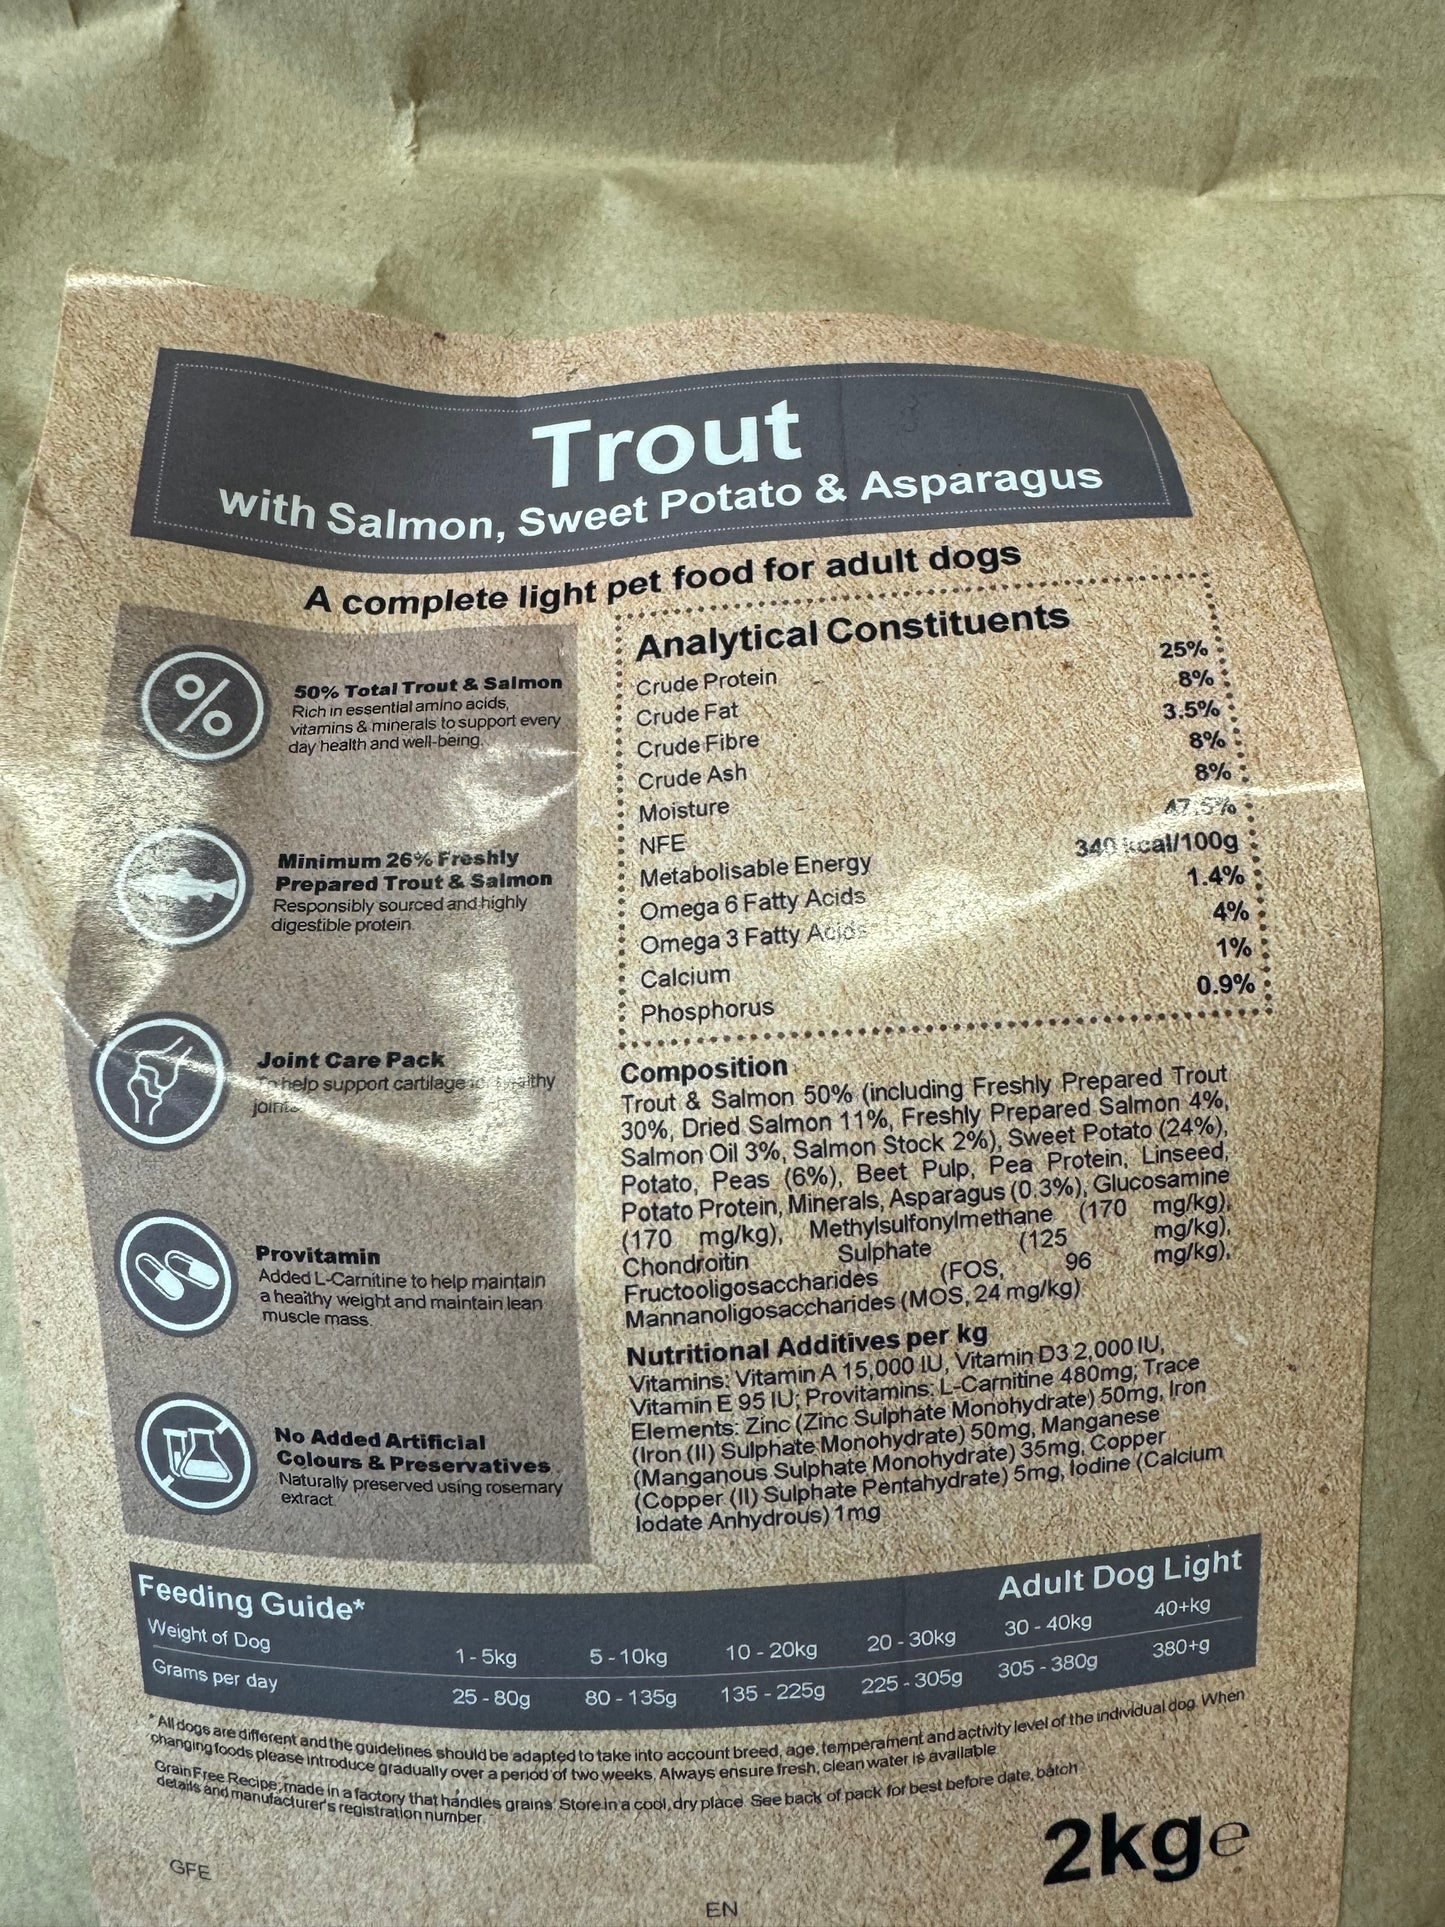 Trout
with Salmon, Sweet Potato & Asparagus
A complete light pet food for adult dogs
50% Total Trout & Salmon
Rich in essential amino acids,
vitamins & minerals to support every
day health and well-being.
Minimum 26% Freshly
Prepared Trout & Salmon
Responsibly sourced and highly
digestible protein.
Joint Care Pack
To help support cartilage for healthy
joints
Provitamin
Added L-Carnitine to help maintain
a healthy weight and maintain lean
muscle mass.
No Added Artificial
Colours & Preservatives
Naturally preserved using rosemary
extract
Analytical Constituents
Crude Protein 25%
Crude Fat 8%
Crude Fibre 3.5%
Crude Ash 8%
Moisture 8%
NFE 47.5%
Metabolisable Energy 340 kcal/100g
Omega 6 Fatty Acids 1.4%
Omega 3 Fatty Acids 4%
Calcium 1%
Phosphorus 0.9%
Composition
Trout & Salmon 50% (including Freshly Prepared Trout
30%, Dried Salmon 11%, Freshly Prepared Salmon 4%,
Salmon Oil 3%, Salmon Stock 2%), Sweet Potato (24%),
Potato, Peas (6%), Beet Pulp, Pea Protein, Linseed,
Potato Protein, Minerals, Asparagus (0.3%), Glucosamine
(170 mg/kg), Methylsulfonylmethane (170 mg/kg),
Chondroitin Sulphate (125 mg/kg),
Fructooligosaccharides (FOS, 96 mg/kg),
Mannanoligosaccharides (MOS, 24 mg/kg)
Nutritional Additives per kg
Vitamins: Vitamin A 15,000 IU, Vitamin D3 2,000 IU,
Vitamin E 95 IU; Provitamins: L-Carnitine 480mg; Trace
Elements: Zinc (Zinc Sulphate Monohydrate) 50mg, Iron
(Iron (II) Sulphate Monohydrate) 50mg, Manganese
(Manganous Sulphate Monohydrate) 35mg, Copper
(Copper (II) Sulphate Pentahydrate) 5mg, Iodine (Calcium
Iodate Anhydrous) 1mg
Feeding Guide* Adult Dog Light
Weight of Dog 1 - 5kg 5 - 10kg 10 - 20kg 20 - 30kg 30 - 40kg 40+kg
Grams per day 25 - 80g 80 - 135g 135 - 225g 225 - 305g 305 - 380g 380+g
*All dogs are different and the guidelines should be adapted to take into account breed, age, temperament and activity level of the individual dog. When
changing foods please introduce gradually over a period of two weeks. Always ensure fresh, clean water is available
Grain Free Recipe; made in a factory that handles grains. Store in a cool, dry place. See back of pack for best before date, batch
details and manufacturer's registration number
2kg℮
GFE
EN